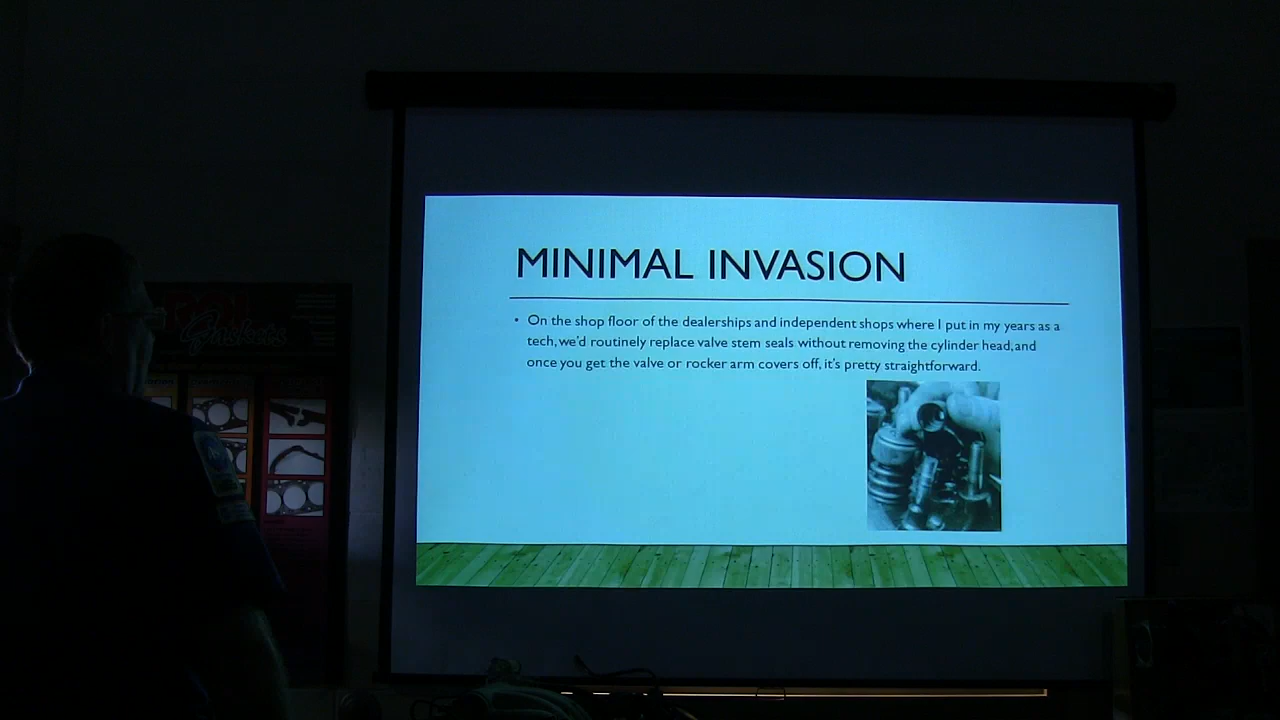 MINIMAL INVASION
• On the shop floor of the dealerships and independent shops where I put in my years as a
tech, we'd routinely replace valve stem seals without removing the cylinder head, and
once you get the valve or rocker arm covers off, it's pretty straightforward.
Gaskets